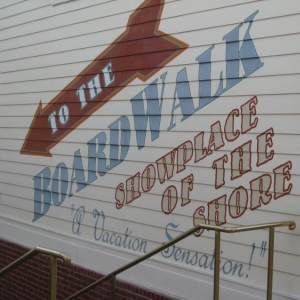 TO THE
BOARDWALK
SHOWPLACE
OF THE
SHORE
"A Vacation Sensation!"